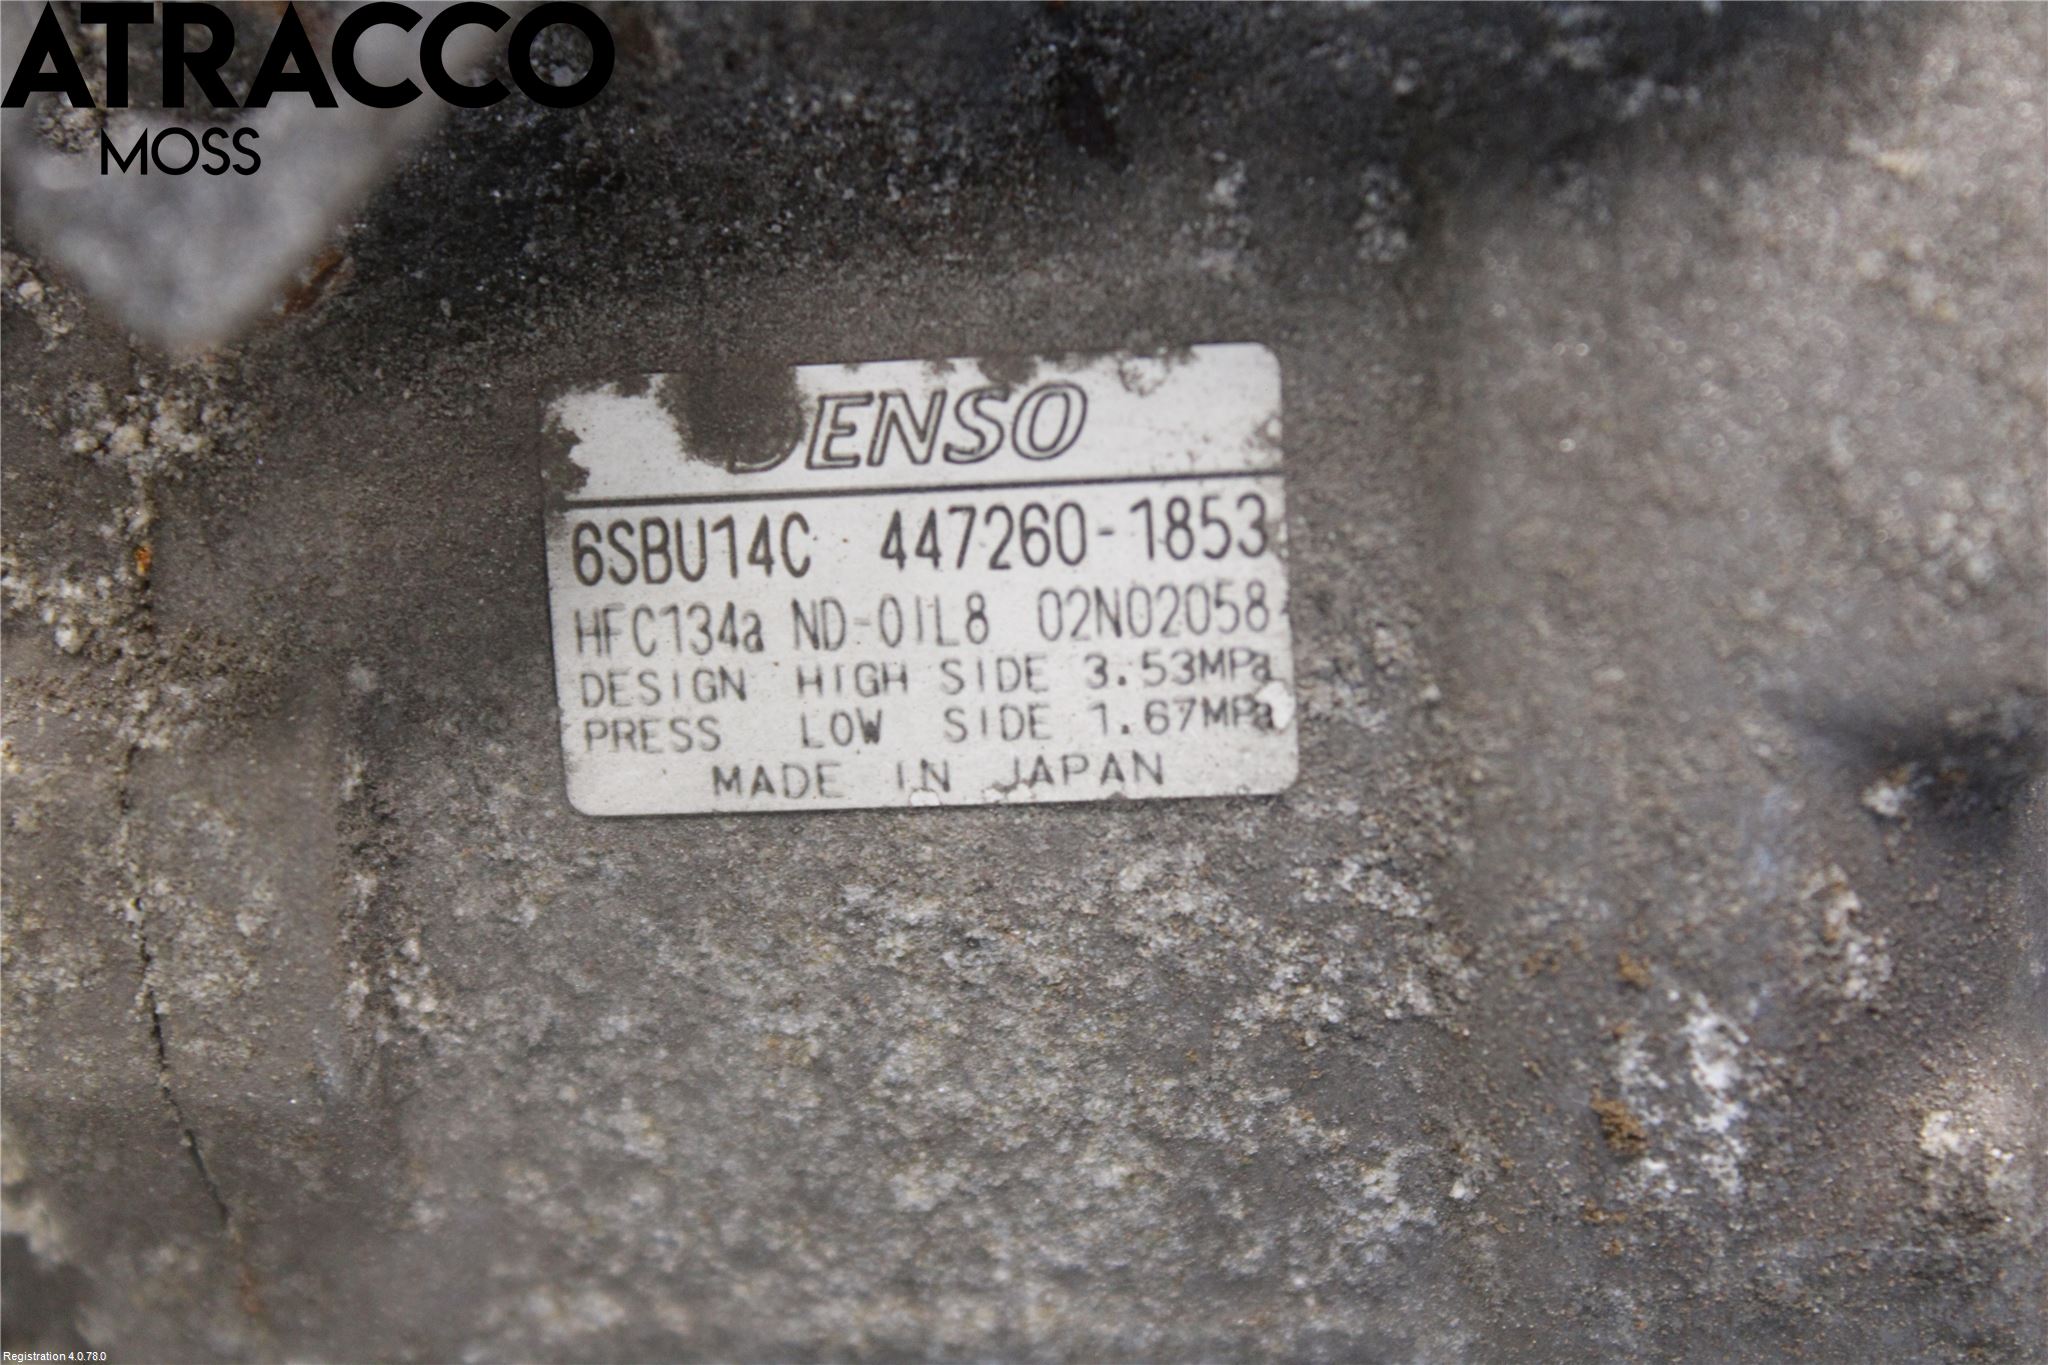 ATRACCO
MOSS
DENSO
6SBU14C 447260-1853
HFC134a ND-OIL8 02N02058
DESIGN HIGH SIDE 3.53MPa
PRESS LOW SIDE 1.67MPa
MADE IN JAPAN
Registration 4.0.78.0